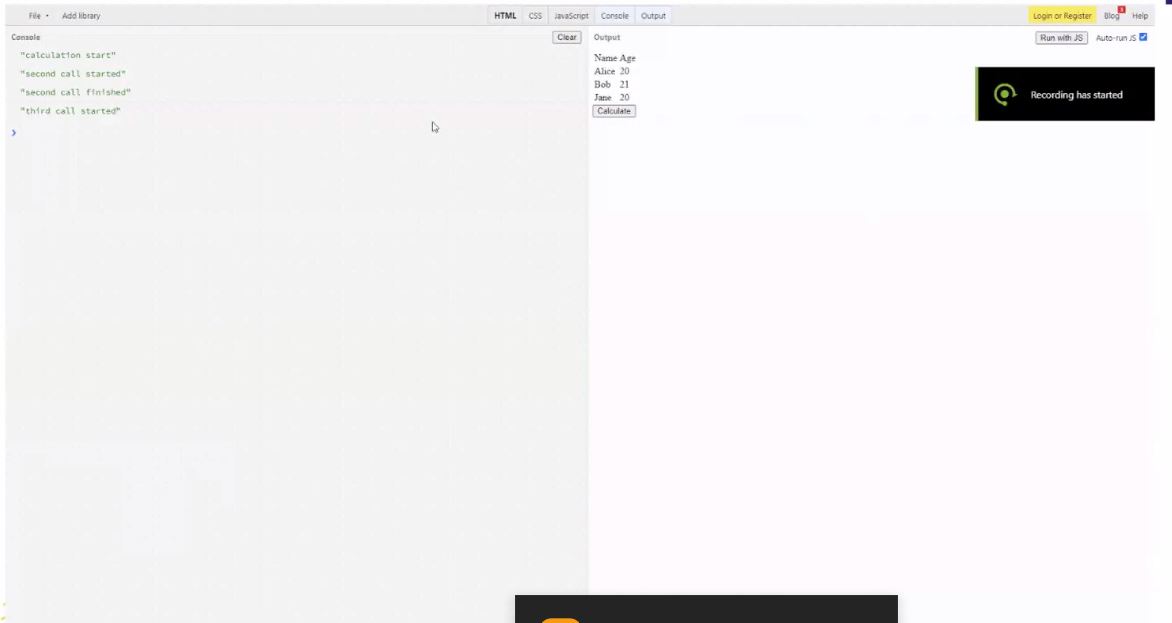 File Add library HTML CSS JavaScript Console Output Login or Register Blog 3 Help
Console Clear
"calculation start"
"second call started"
"second call finished"
"third call started"
Output Run with JS Auto-run JS
Name Age
Alice 20
Bob 21
Jane 20
Calculate
Recording has started